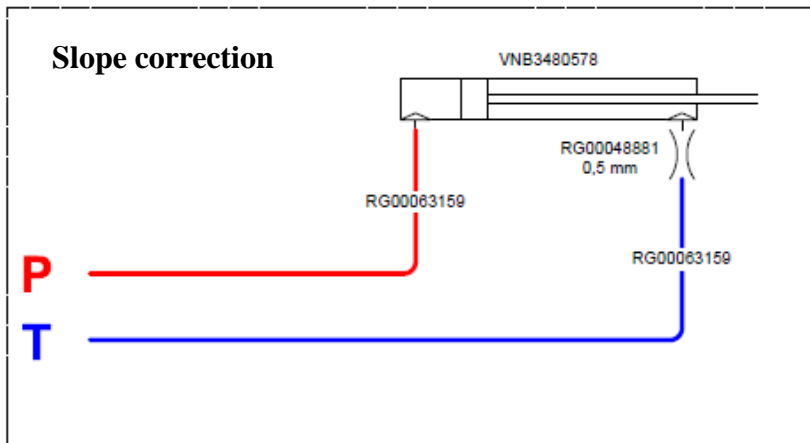 Slope correction
VNB3480578
RG00048881
0,5 mm
RG00063159
RG00063159
P
T